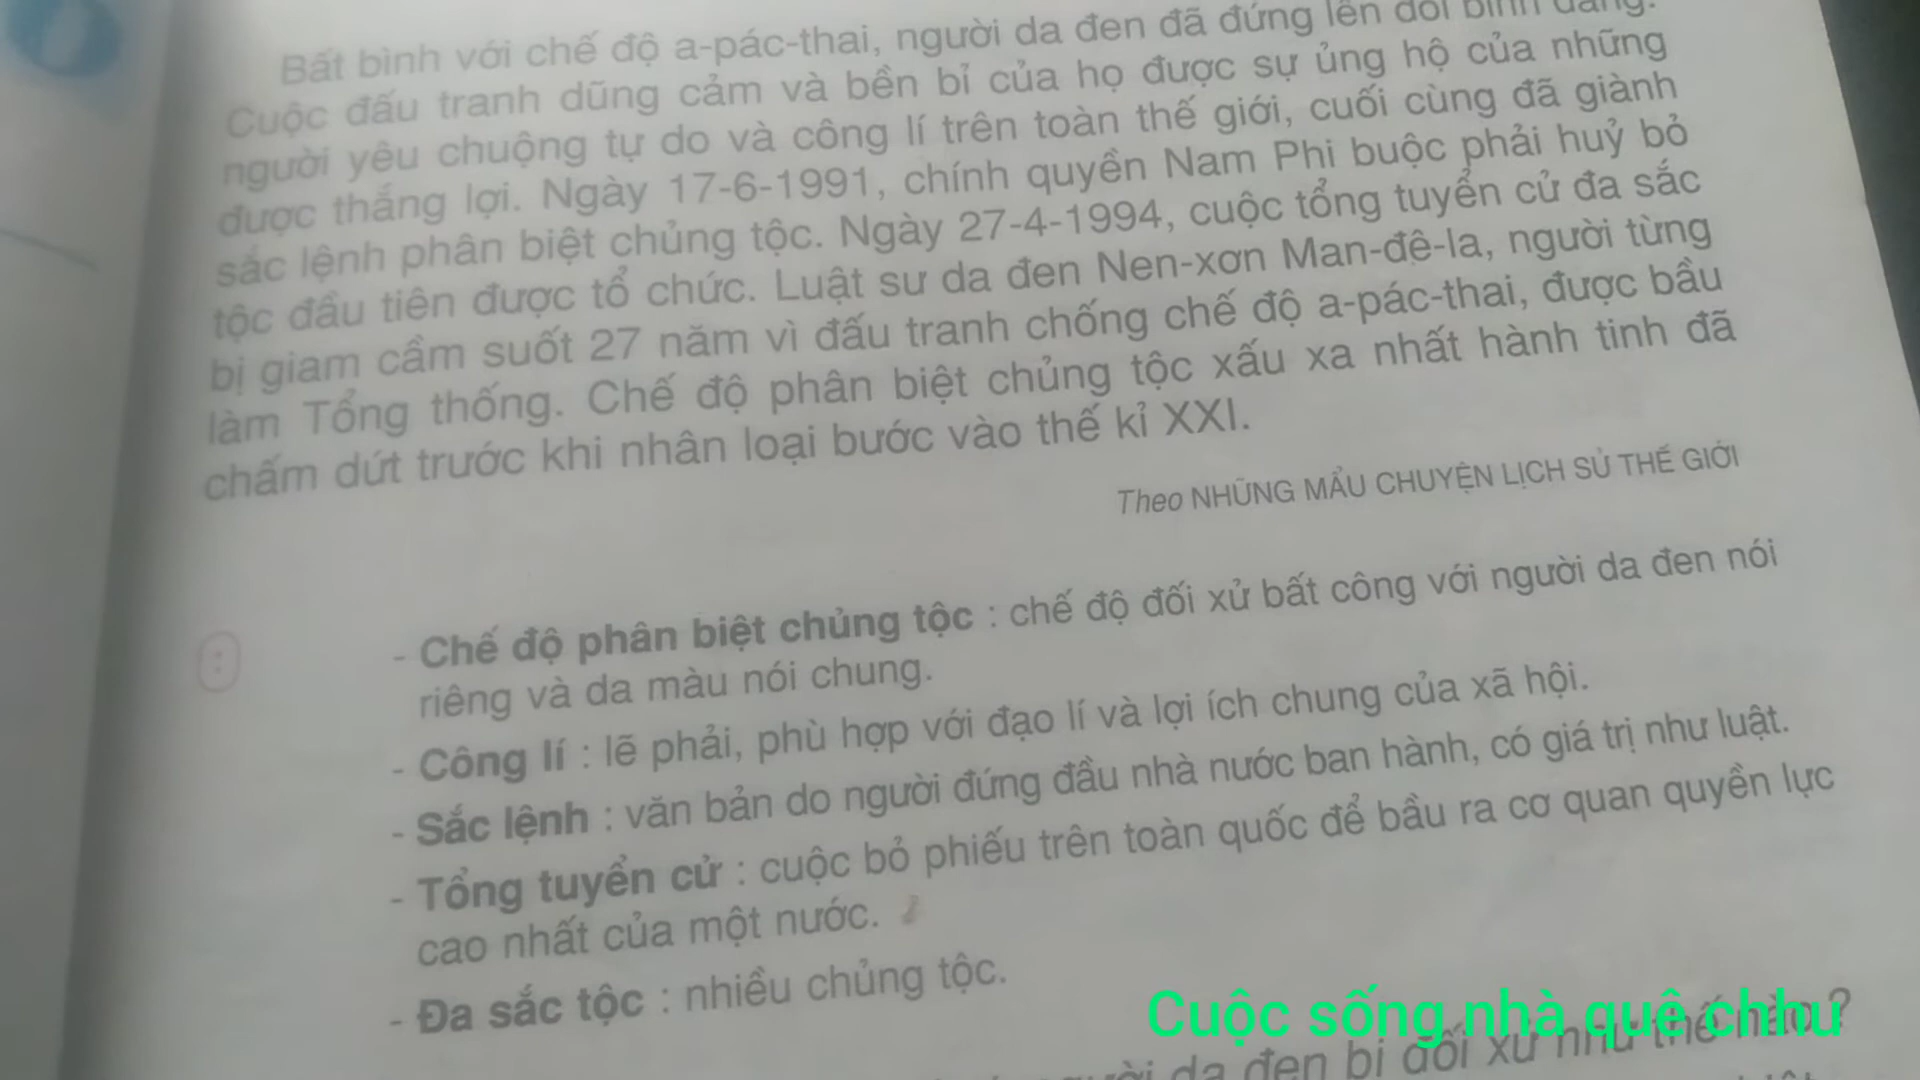 Bất bình với chế độ a-pác-thai, người da đen đã đứng lên đòi bình đẳng.
Cuộc đấu tranh dũng cảm và bền bỉ của họ được sự ủng hộ của những
người yêu chuộng tự do và công lí trên toàn thế giới, cuối cùng đã giành
được thắng lợi. Ngày 17-6-1991, chính quyền Nam Phi buộc phải huỷ bỏ
sắc lệnh phân biệt chủng tộc. Ngày 27-4-1994, cuộc tổng tuyển cử đa sắc
tộc đầu tiên được tổ chức. Luật sư da đen Nen-xơn Man-đê-la, người từng
bị giam cầm suốt 27 năm vì đấu tranh chống chế độ a-pác-thai, được bầu
làm Tổng thống. Chế độ phân biệt chủng tộc xấu xa nhất hành tinh đã
chấm dứt trước khi nhân loại bước vào thế kỉ XXI.
Theo NHỮNG MẨU CHUYỆN LỊCH SỬ THẾ GIỚI
- Chế độ phân biệt chủng tộc : chế độ đối xử bất công với người da đen nói
riêng và da màu nói chung.
- Công lí : lẽ phải, phù hợp với đạo lí và lợi ích chung của xã hội.
- Sắc lệnh : văn bản do người đứng đầu nhà nước ban hành, có giá trị như luật.
- Tổng tuyển cử : cuộc bỏ phiếu trên toàn quốc để bầu ra cơ quan quyền lực
cao nhất của một nước.
- Đa sắc tộc : nhiều chủng tộc.
Cuộc sống nhà quê chhu
người da đen bị đối xử như thế nào ?